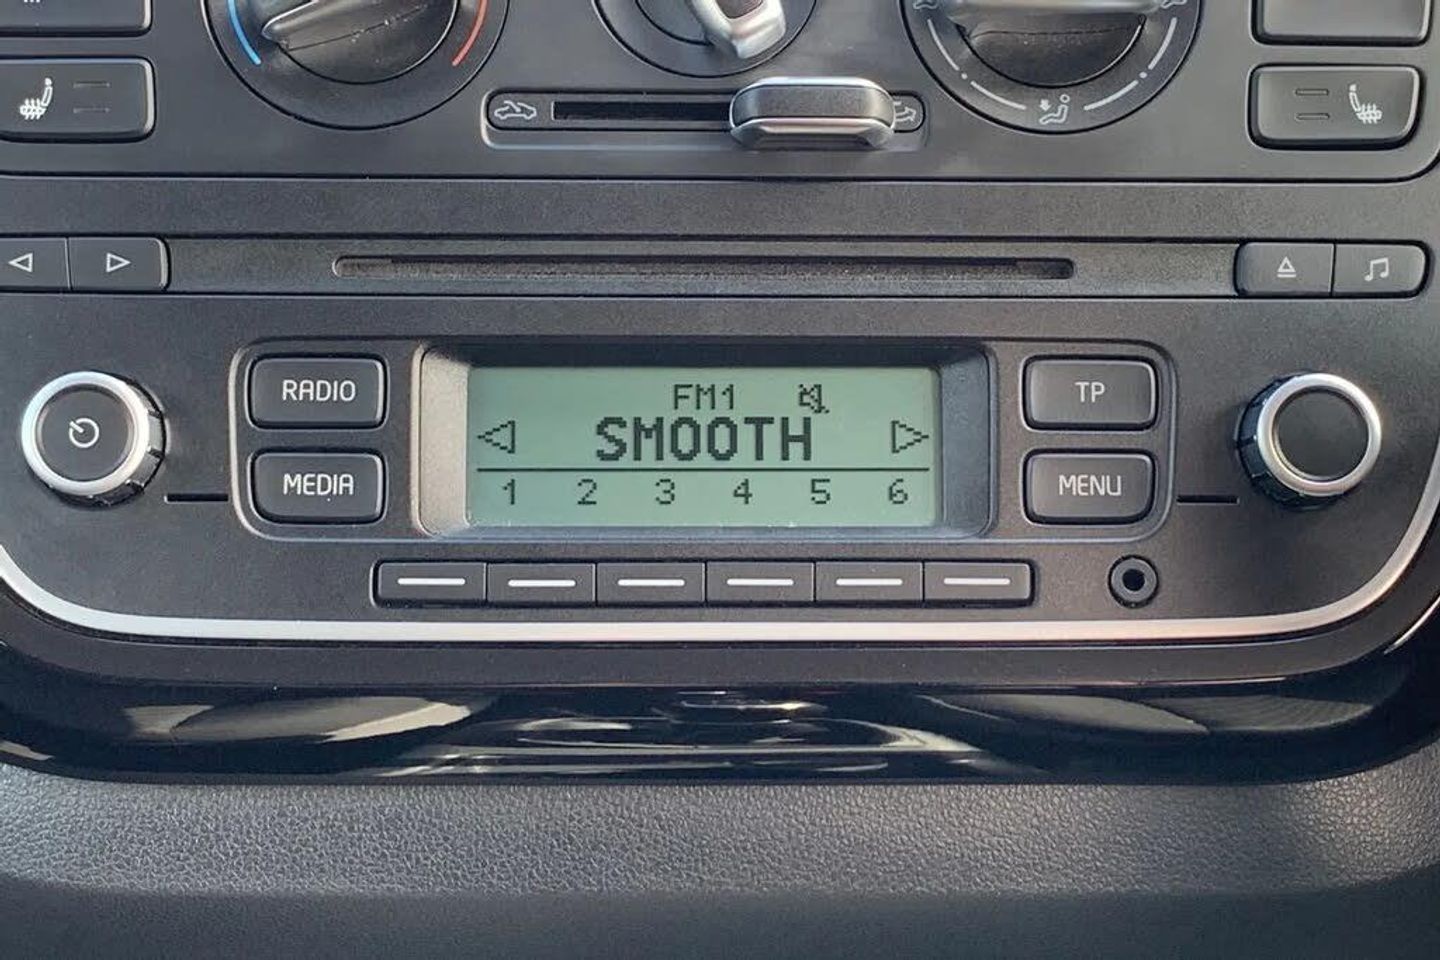 RADIO
MEDIA
FM1
SMOOTH
1 2 3 4 5 6
TP
MENU